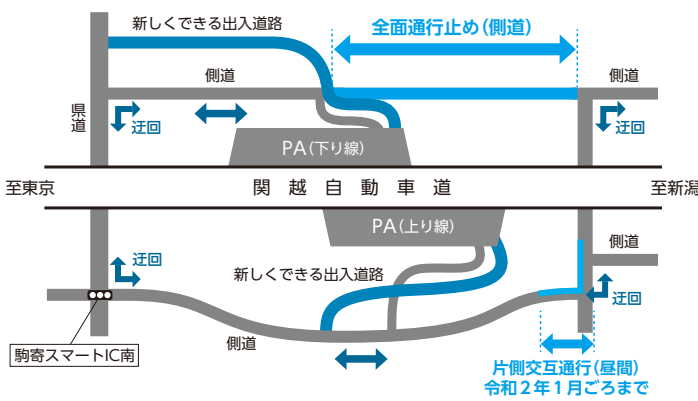 新しくできる出入道路
全面通行止め(側道)
側道
側道
県道
迂回
迂回
PA(下り線)
至東京
関越自動車道
至新潟
PA(上り線)
側道
迂回
新しくできる出入道路
迂回
側道
駒寄スマートIC南
片側交互通行(昼間)
令和2年1月ごろまで